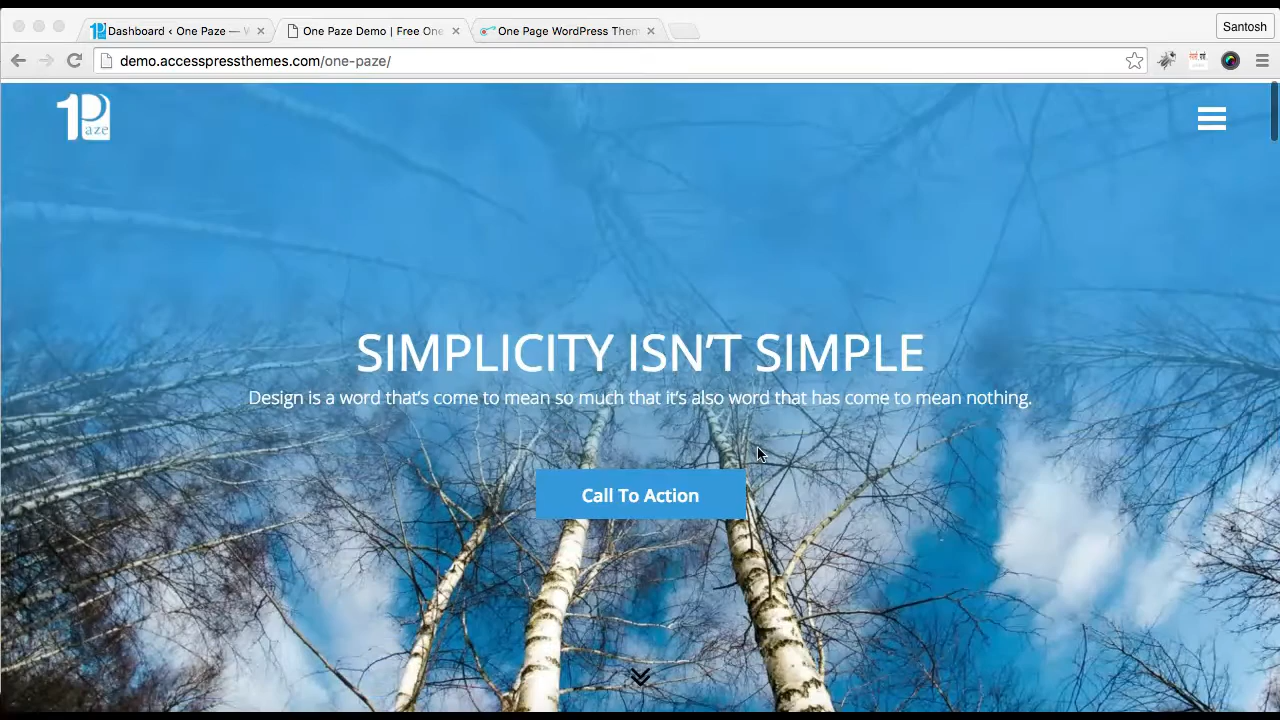 Dashboard ‹ One Paze — W
One Paze Demo | Free One
One Page WordPress Them
Santosh
demo.accesspressthemes.com/one-paze/
1Paze
SIMPLICITY ISN'T SIMPLE
Design is a word that's come to mean so much that it's also word that has come to mean nothing.
Call To Action